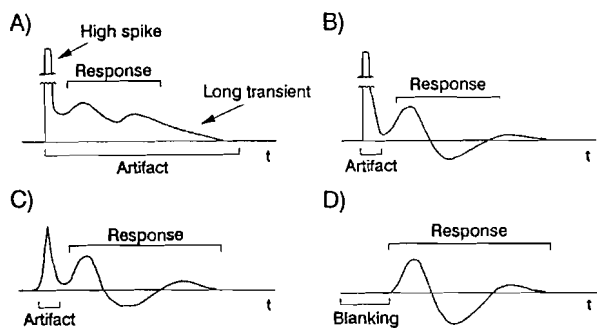 A)
High spike
Response
Long transient
Artifact
t
B)
Response
Artifact
t
C)
Response
Artifact
t
D)
Response
Blanking
t